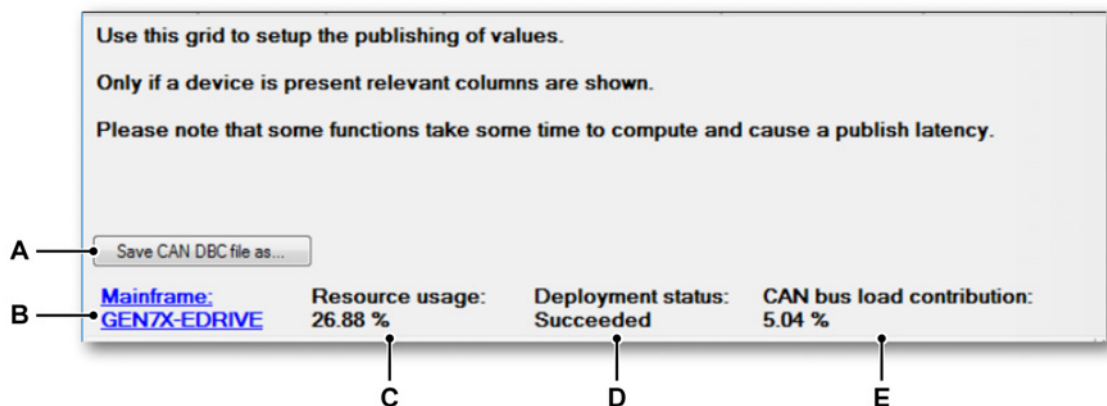 Use this grid to setup the publishing of values.
Only if a device is present relevant columns are shown.
Please note that some functions take some time to compute and cause a publish latency.
A
Save CAN DBC file as...
Mainframe: Resource usage: Deployment status: CAN bus load contribution:
B GEN7X-EDRIVE 26.88 % Succeeded 5.04 %
C D E